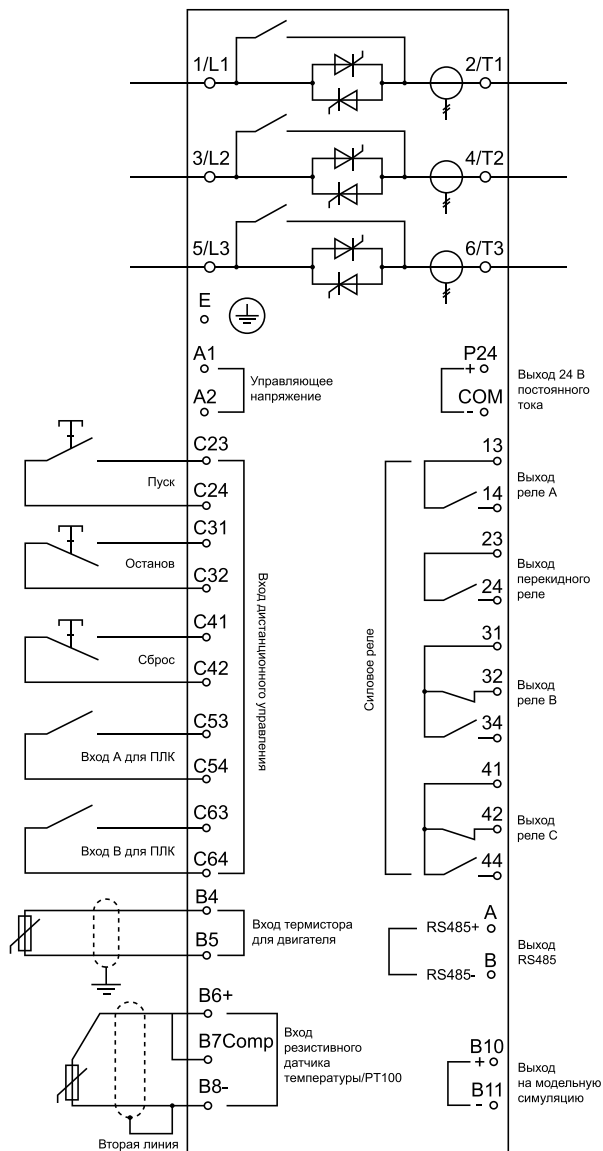 1/L1
2/T1
3/L2
4/T2
5/L3
6/T3
E
A1
A2
Управляющее
напряжение
P24
+
COM
-
Выход 24 В
постоянного
тока
C23
Пуск
C24
C31
Останов
C32
C41
Сброс
C42
C53
Вход А для ПЛК
C54
C63
Вход В для ПЛК
C64
Вход дистанционного управления
Силовое реле
13
14
Выход
реле А
23
24
Выход
перекидного
реле
31
32
34
Выход
реле В
41
42
44
Выход
реле С
B4
B5
Вход термистора
для двигателя
A
RS485+
B
RS485-
Выход
RS485
B6+
B7Comp
B8-
Вход
резистивного
датчика
температуры/PT100
Вторая линия
B10
+
B11
-
Выход
на модельную
симуляцию